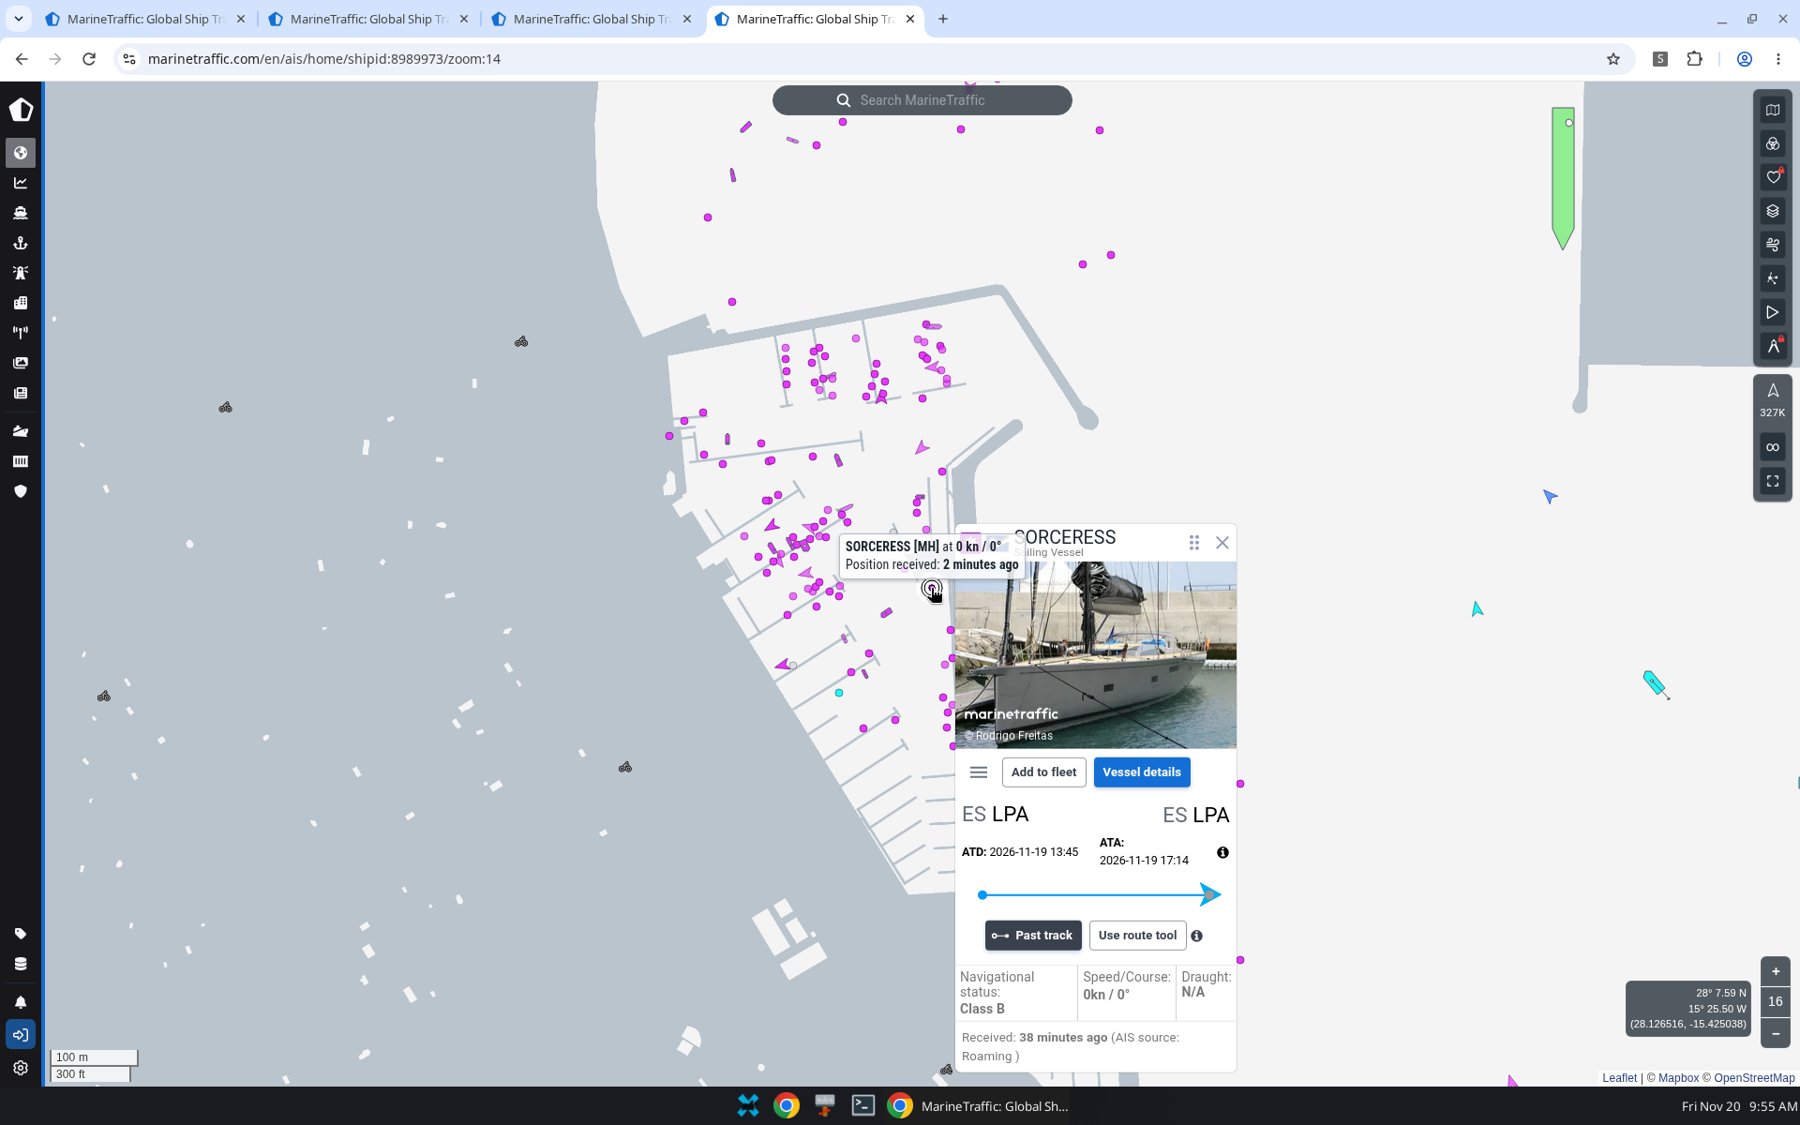 MarineTraffic: Global Ship Tr
MarineTraffic: Global Ship Tr
MarineTraffic: Global Ship Tr
MarineTraffic: Global Ship Tr
marinetraffic.com/en/ais/home/shipid:8989973/zoom:14
S
Search MarineTraffic
327K
SORCERESS [MH] at 0 kn / 0°
Position received: 2 minutes ago
SORCERESS
Sailing Vessel
marinetraffic
© Rodrigo Freitas
Add to fleet
Vessel details
ES LPA
ES LPA
ATD: 2026-11-19 13:45
ATA:
2026-11-19 17:14
Past track
Use route tool
Navigational
status:
Class B
Speed/Course:
0kn / 0°
Draught:
N/A
Received: 38 minutes ago (AIS source:
Roaming )
28° 7.59 N
15° 25.50 W
(28.126516, -15.425038)
+
16
−
100 m
300 ft
Leaflet | © Mapbox © OpenStreetMap
MarineTraffic: Global Sh...
Fri Nov 20 9:55 AM